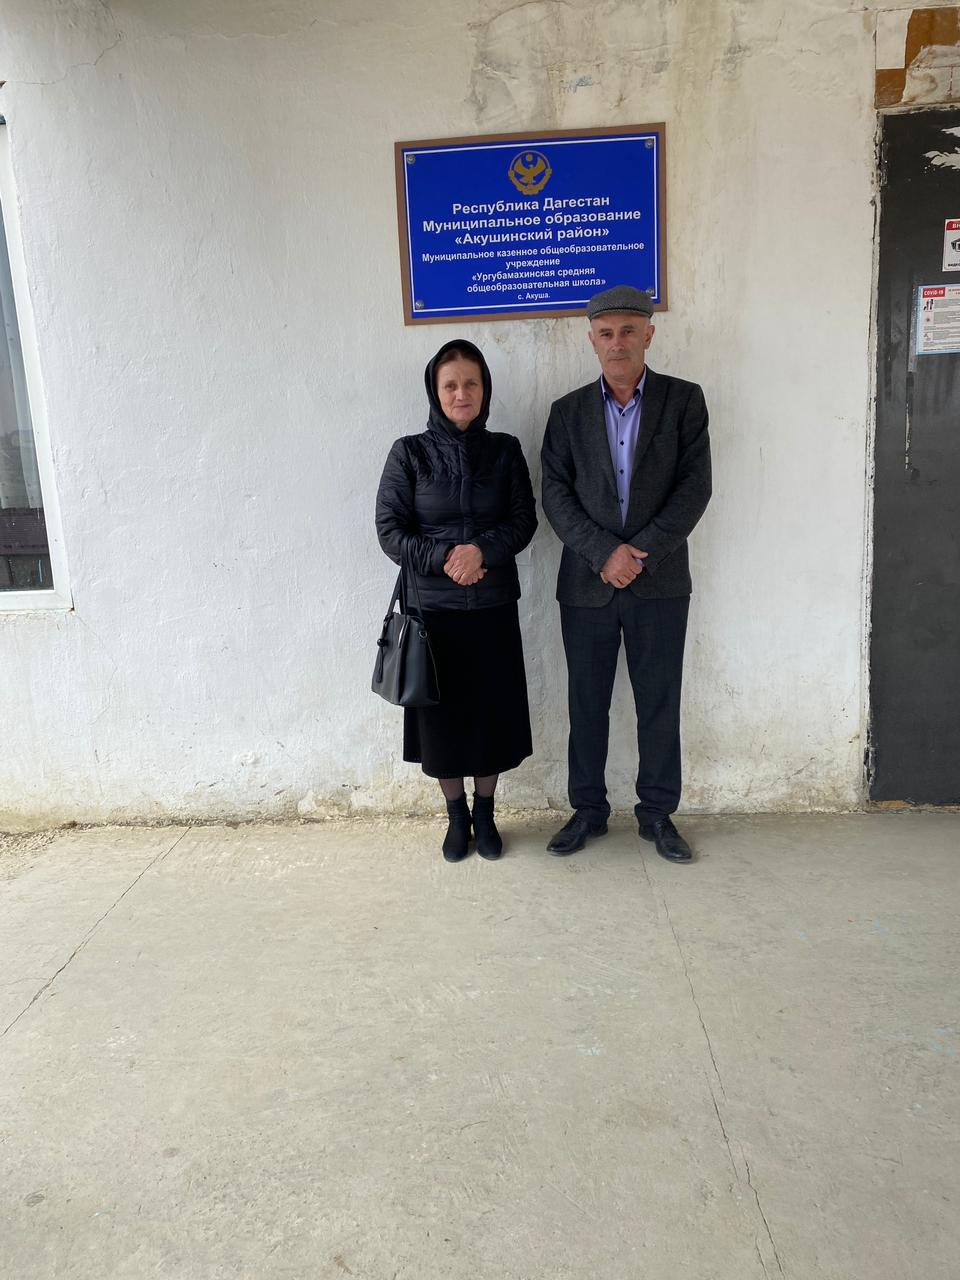 Республика Дагестан
Муниципальное образование
«Акушинский район»
Муниципальное казенное общеобразовательное
учреждение
«Ургубамахинская средняя
общеобразовательная школа»
с. Акуша.
COVID-19